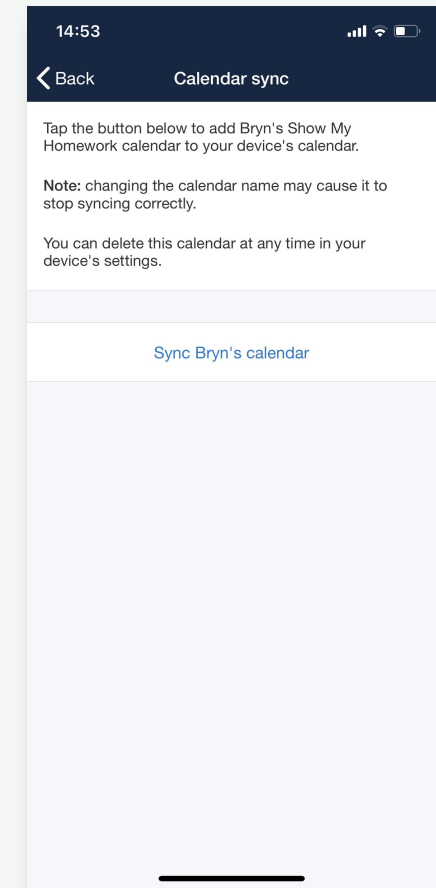 14:53
Back
Calendar sync
Tap the button below to add Bryn's Show My
Homework calendar to your device's calendar.
Note: changing the calendar name may cause it to
stop syncing correctly.
You can delete this calendar at any time in your
device's settings.
Sync Bryn's calendar